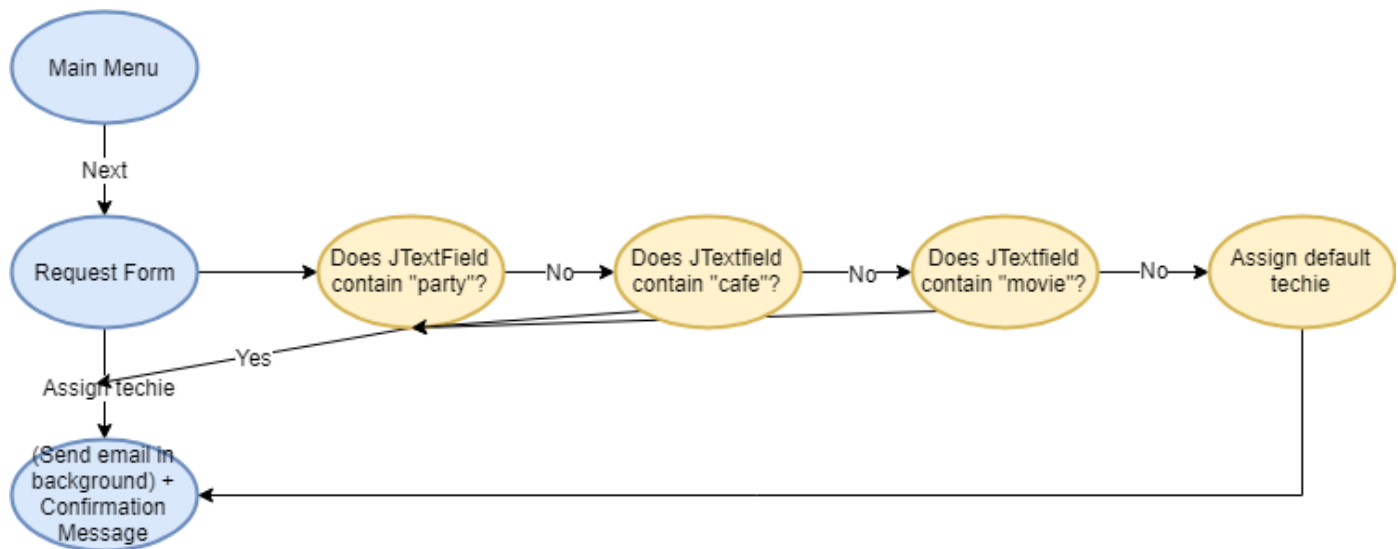 Main Menu
Next
Request Form
Does JTextField
contain "party"?
No
Does JTextfield
contain "cafe"?
No
Does JTextfield
contain "movie"?
No
Assign default
techie
Yes
Assign techie
(Send email in
background) +
Confirmation
Message